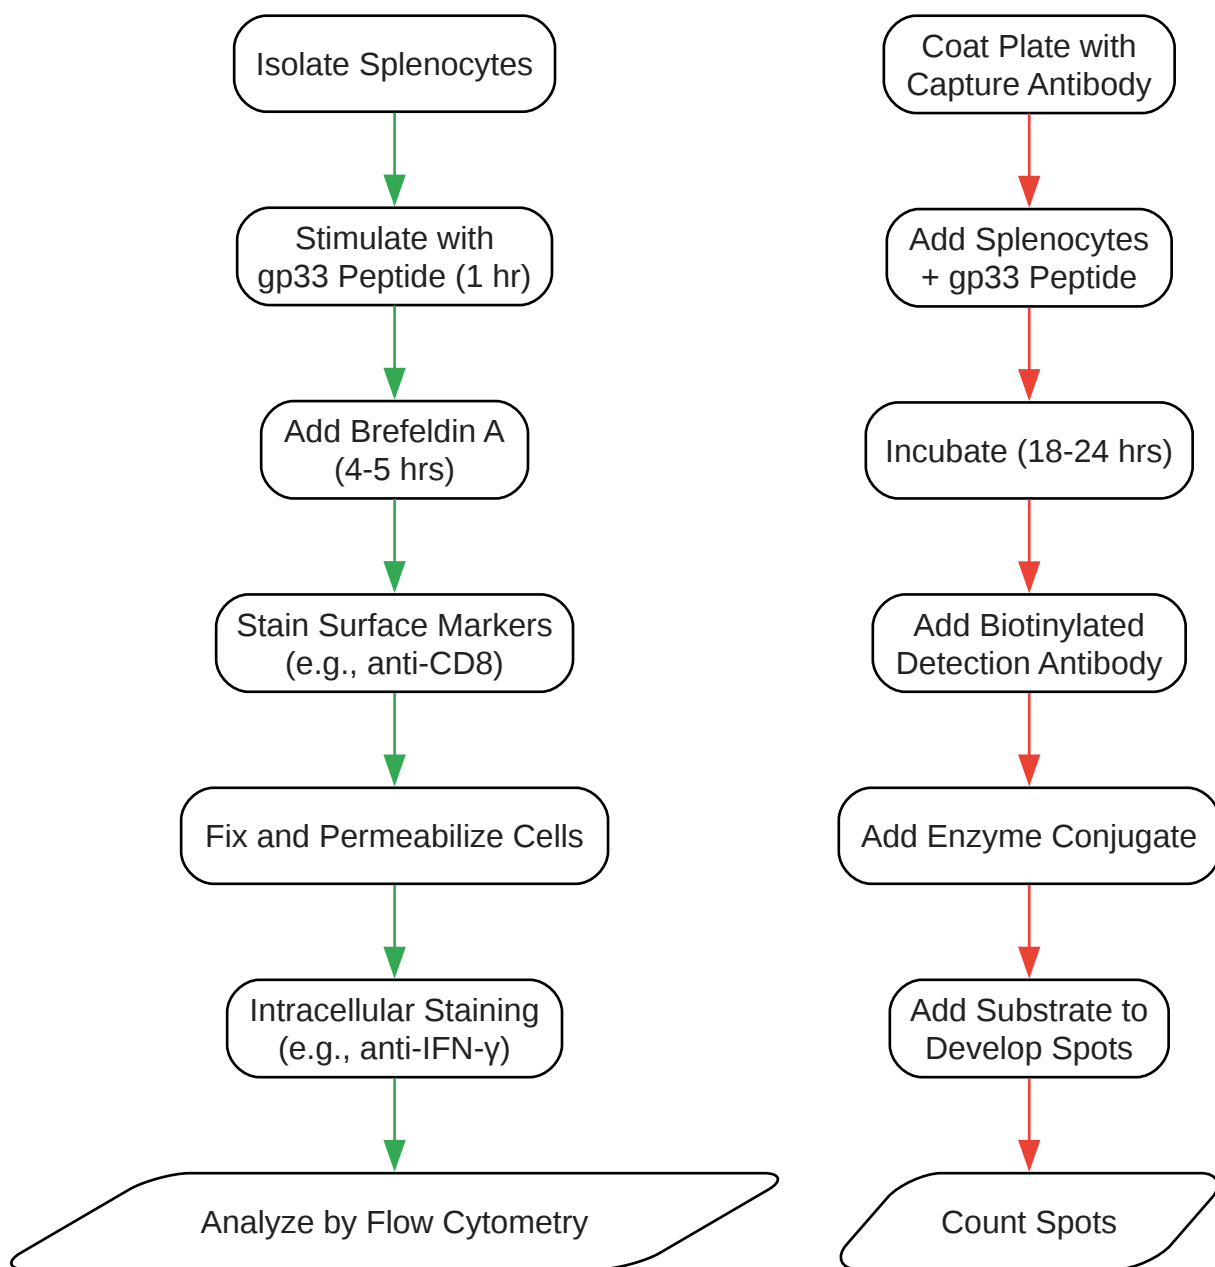 Isolate Splenocytes
Stimulate with
gp33 Peptide (1 hr)
Add Brefeldin A
(4-5 hrs)
Stain Surface Markers
(e.g., anti-CD8)
Fix and Permeabilize Cells
Intracellular Staining
(e.g., anti-IFN-γ)
Analyze by Flow Cytometry
Coat Plate with
Capture Antibody
Add Splenocytes
+ gp33 Peptide
Incubate (18-24 hrs)
Add Biotinylated
Detection Antibody
Add Enzyme Conjugate
Add Substrate to
Develop Spots
Count Spots